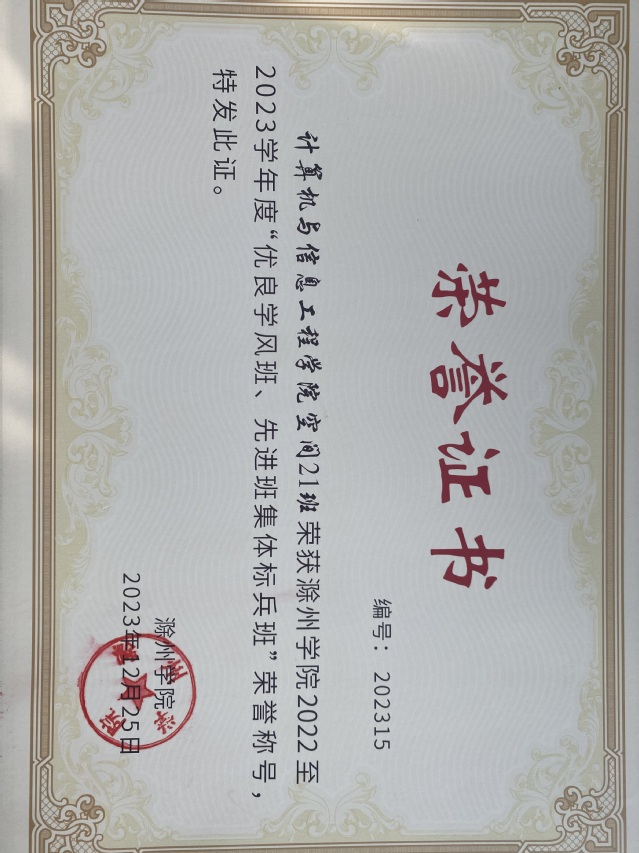 荣誉证书
编号：202315
计算机与信息工程学院空间21班荣获滁州学院2022至
2023学年度“优良学风班、先进班集体标兵班”荣誉称号，
特发此证。
滁州学院
2023年12月25日
滁州学院